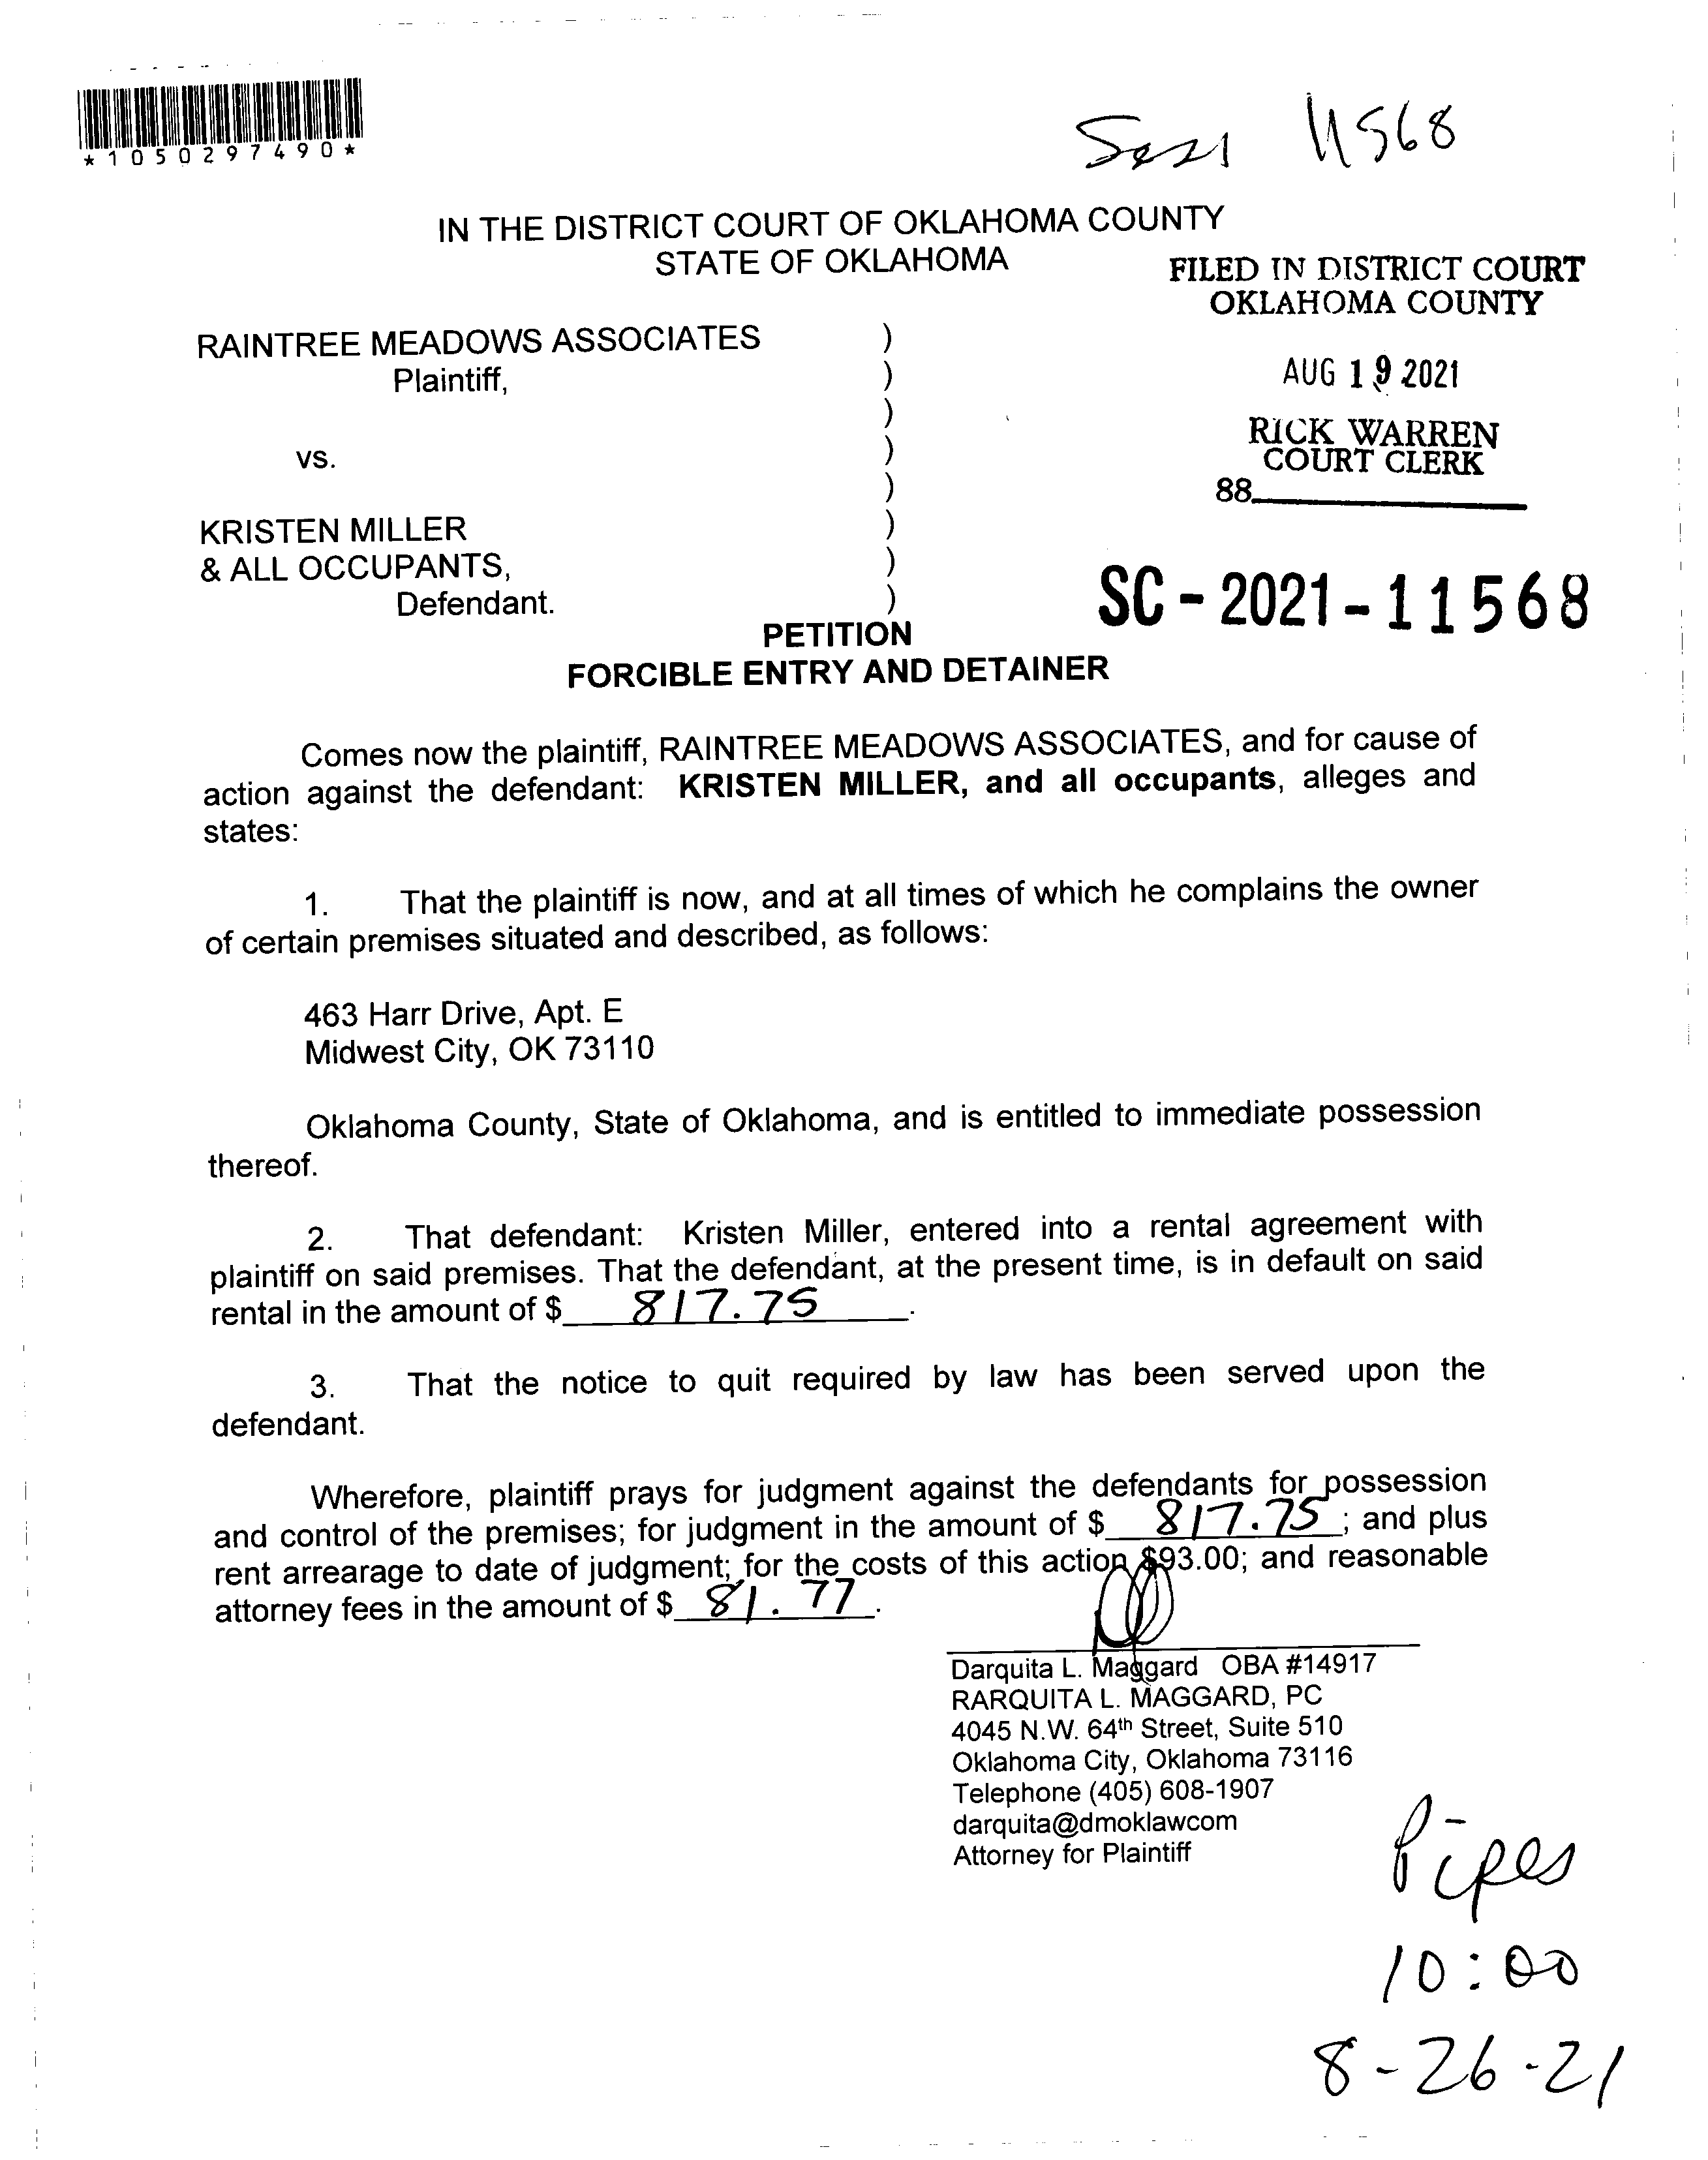 *1050297490*
11568
IN THE DISTRICT COURT OF OKLAHOMA COUNTY
STATE OF OKLAHOMA
FILED IN DISTRICT COURT
OKLAHOMA COUNTY
RAINTREE MEADOWS ASSOCIATES )
Plaintiff, )
AUG 19 2021
)
vs. )
RICK WARREN
COURT CLERK
)
88
KRISTEN MILLER )
& ALL OCCUPANTS, )
Defendant. )
SC-2021-11568
PETITION
FORCIBLE ENTRY AND DETAINER
Comes now the plaintiff, RAINTREE MEADOWS ASSOCIATES, and for cause of
action against the defendant: KRISTEN MILLER, and all occupants, alleges and
states:
1. That the plaintiff is now, and at all times of which he complains the owner
of certain premises situated and described, as follows:
463 Harr Drive, Apt. E
Midwest City, OK 73110
Oklahoma County, State of Oklahoma, and is entitled to immediate possession
thereof.
2. That defendant: Kristen Miller, entered into a rental agreement with
plaintiff on said premises. That the defendant, at the present time, is in default on said
rental in the amount of $ 817.75 .
3. That the notice to quit required by law has been served upon the
defendant.
Wherefore, plaintiff prays for judgment against the defendants for possession
and control of the premises; for judgment in the amount of $ 817.75 ; and plus
rent arrearage to date of judgment; for the costs of this action $93.00; and reasonable
attorney fees in the amount of $ 81.77 .
Darquita L. Maggard OBA #14917
RARQUITA L. MAGGARD, PC
4045 N.W. 64th Street, Suite 510
Oklahoma City, Oklahoma 73116
Telephone (405) 608-1907
darquita@dmoklawcom
Attorney for Plaintiff
Pipes
10:00
8-26-21